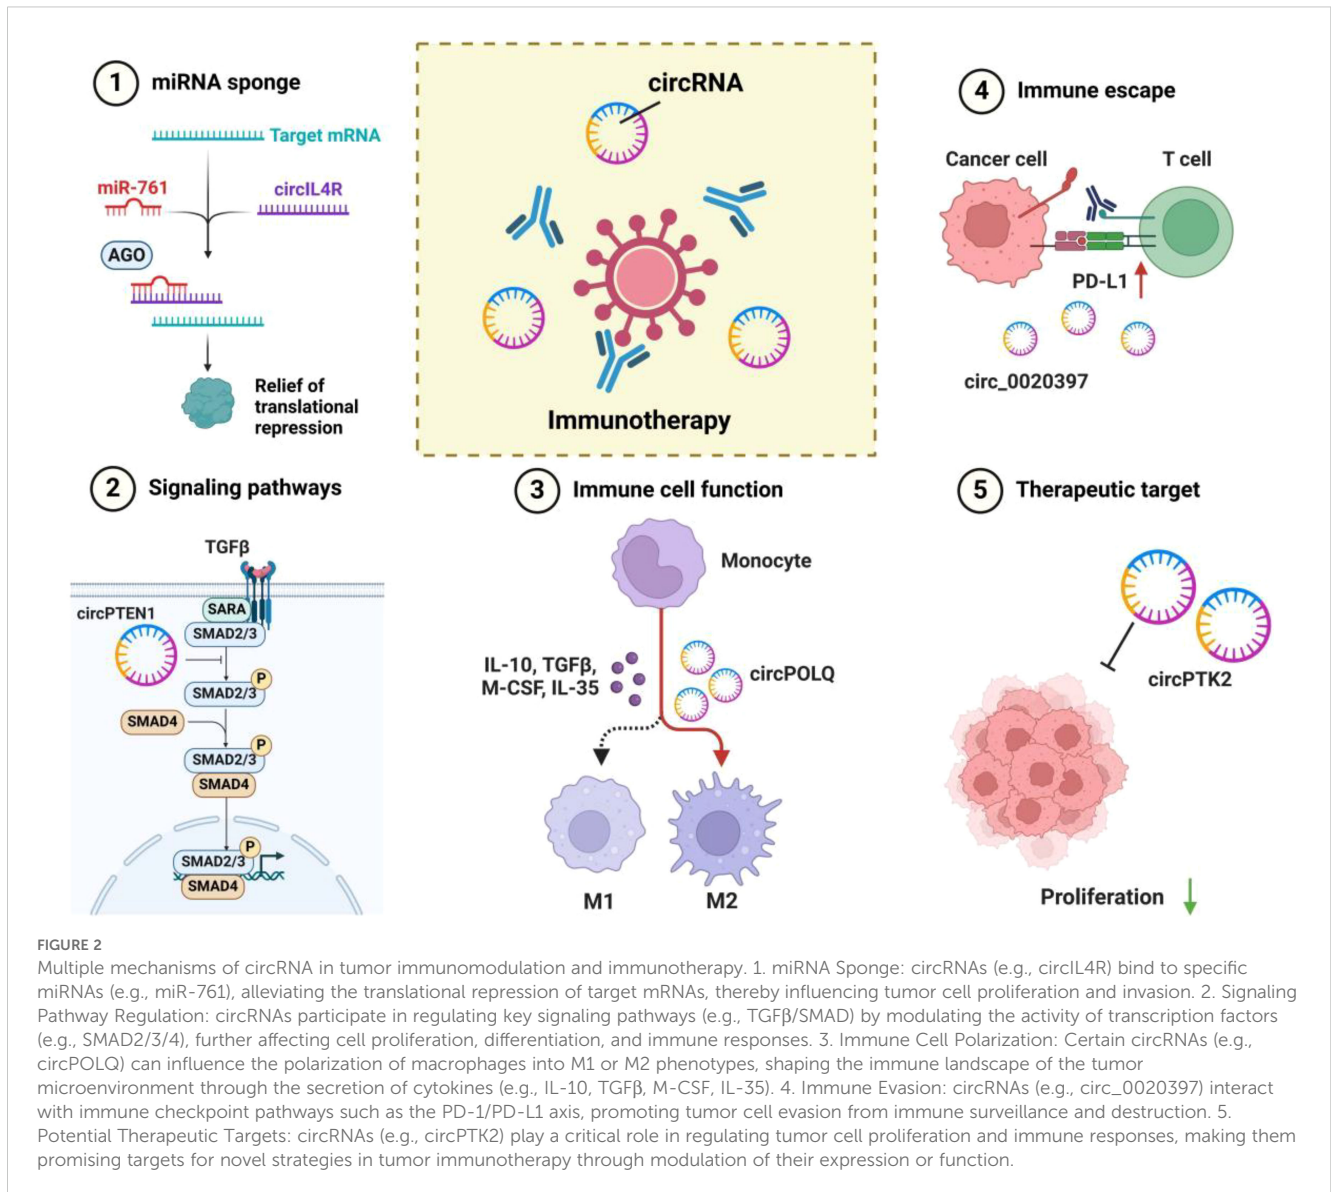 1
miRNA sponge
Target mRNA
miR-761
circIL4R
AGO
Relief of
translational
repression
circRNA
Immunotherapy
4
Immune escape
Cancer cell
T cell
PD-L1
circ_0020397
2
Signaling pathways
TGFβ
SARA
circPTEN1
SMAD2/3
P
SMAD2/3
SMAD4
P
SMAD2/3
SMAD4
P
SMAD2/3
SMAD4
3
Immune cell function
Monocyte
IL-10, TGFβ,
M-CSF, IL-35
circPOLQ
M1
M2
5
Therapeutic target
circPTK2
Proliferation
FIGURE 2
Multiple mechanisms of circRNA in tumor immunomodulation and immunotherapy. 1. miRNA Sponge: circRNAs (e.g., circIL4R) bind to specific
miRNAs (e.g., miR-761), alleviating the translational repression of target mRNAs, thereby influencing tumor cell proliferation and invasion. 2. Signaling
Pathway Regulation: circRNAs participate in regulating key signaling pathways (e.g., TGFβ/SMAD) by modulating the activity of transcription factors
(e.g., SMAD2/3/4), further affecting cell proliferation, differentiation, and immune responses. 3. Immune Cell Polarization: Certain circRNAs (e.g.,
circPOLQ) can influence the polarization of macrophages into M1 or M2 phenotypes, shaping the immune landscape of the tumor
microenvironment through the secretion of cytokines (e.g., IL-10, TGFβ, M-CSF, IL-35). 4. Immune Evasion: circRNAs (e.g., circ_0020397) interact
with immune checkpoint pathways such as the PD-1/PD-L1 axis, promoting tumor cell evasion from immune surveillance and destruction. 5.
Potential Therapeutic Targets: circRNAs (e.g., circPTK2) play a critical role in regulating tumor cell proliferation and immune responses, making them
promising targets for novel strategies in tumor immunotherapy through modulation of their expression or function.